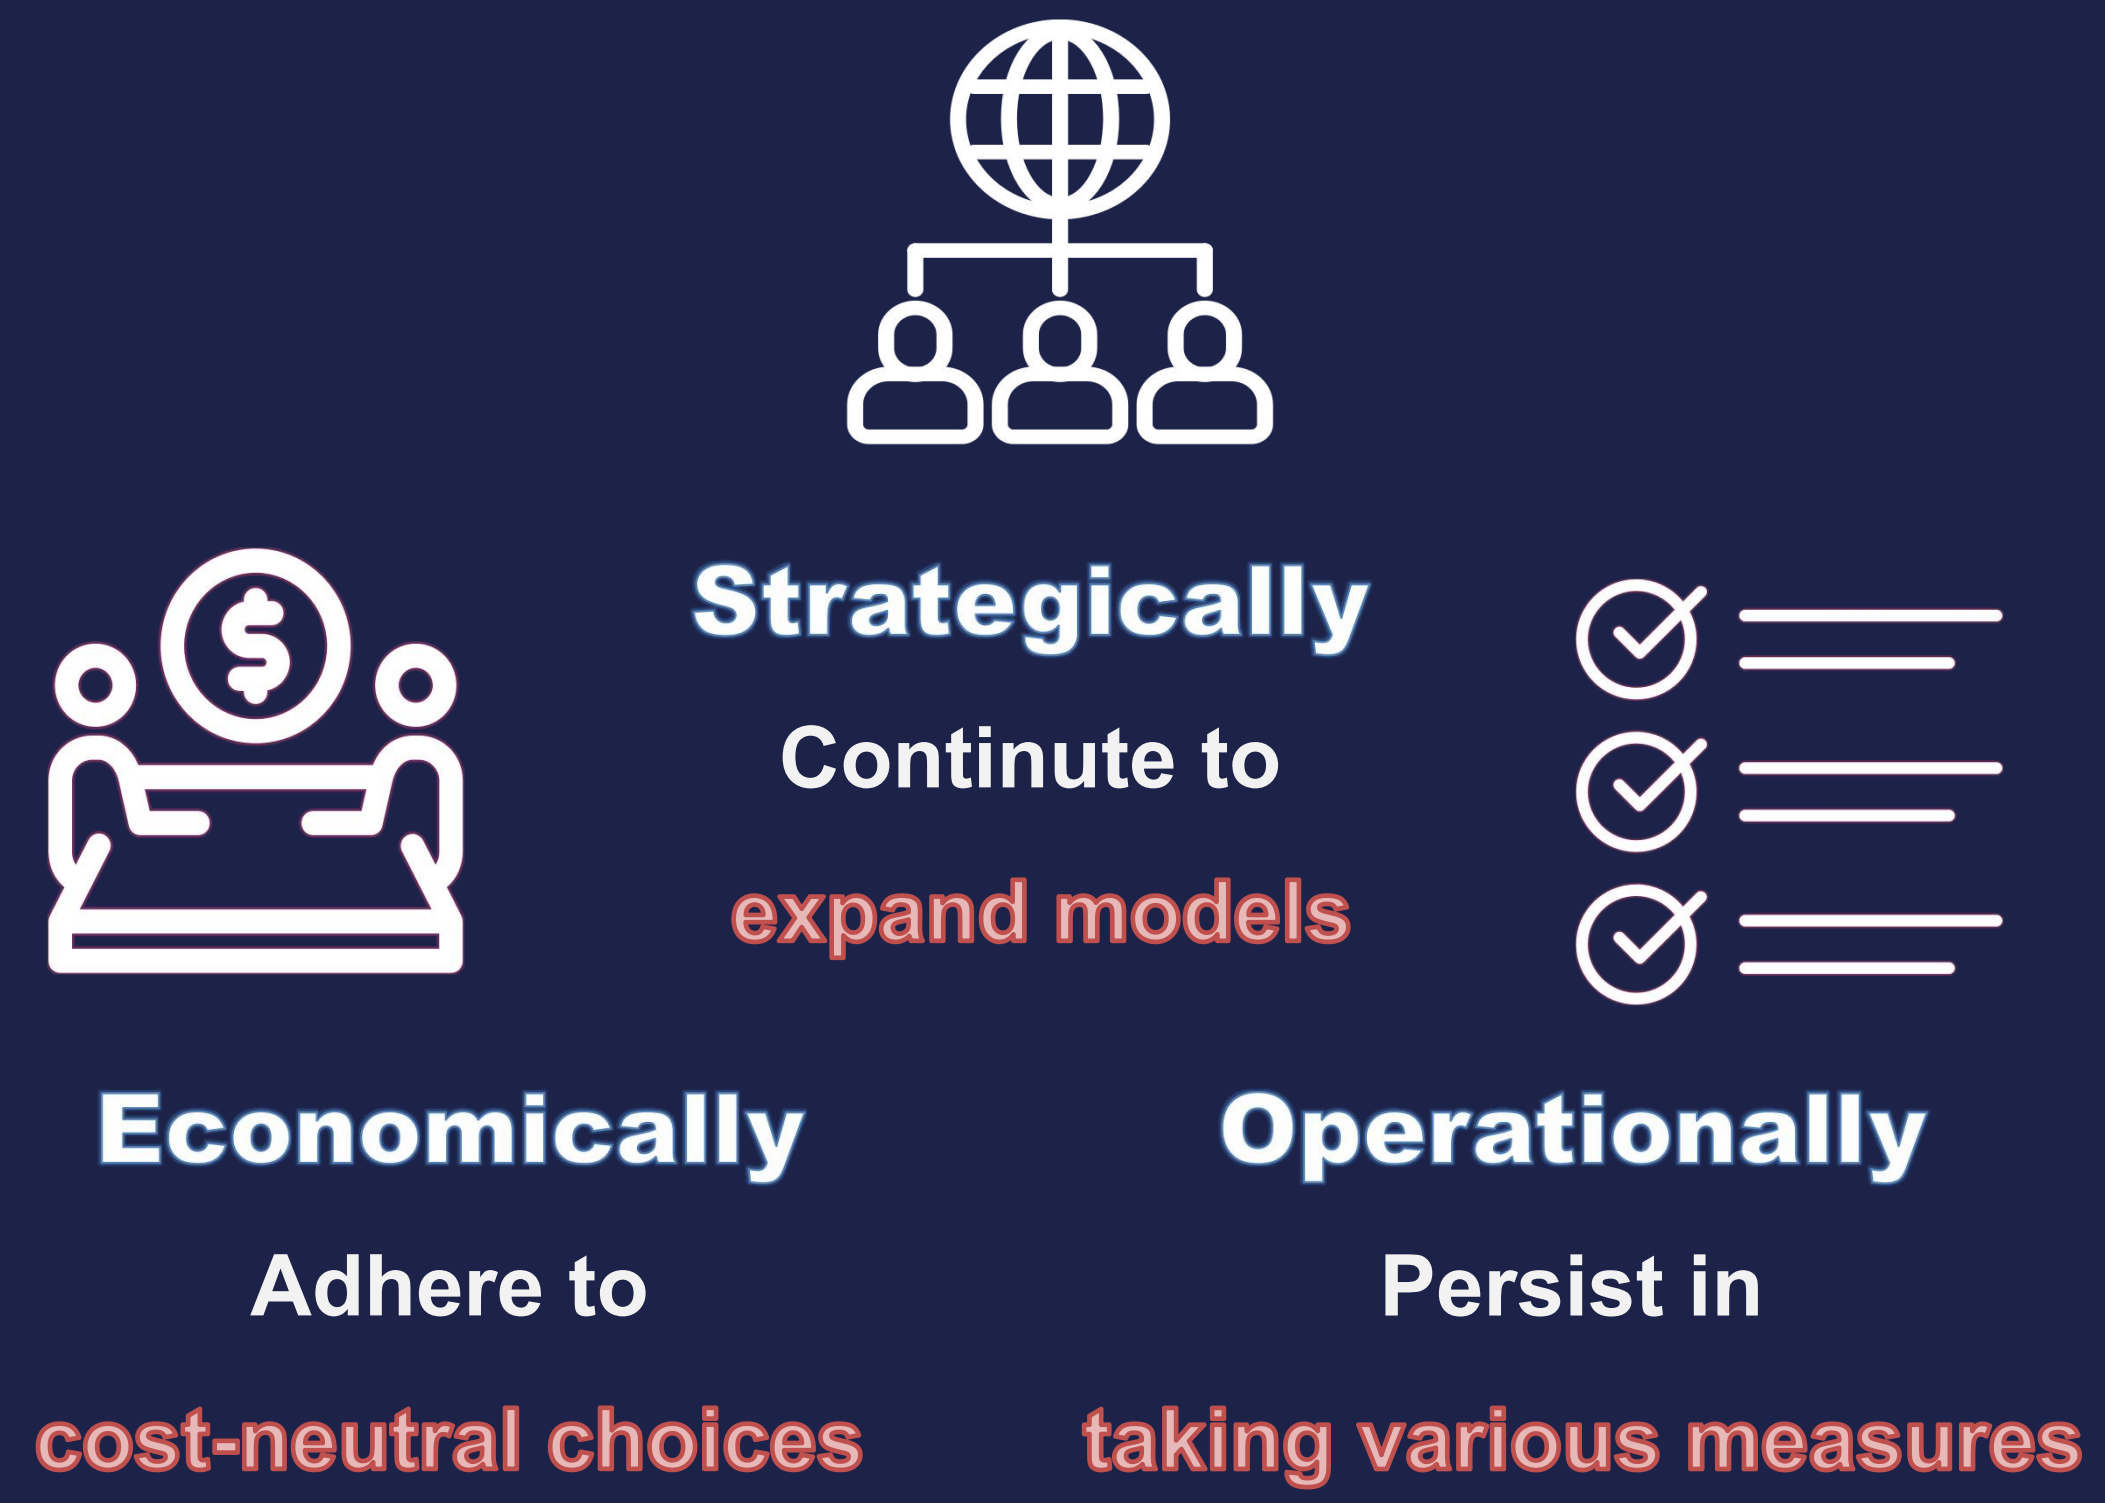 Strategically
Continute to
expand models
Economically
Adhere to
cost-neutral choices
Operationally
Persist in
taking various measures